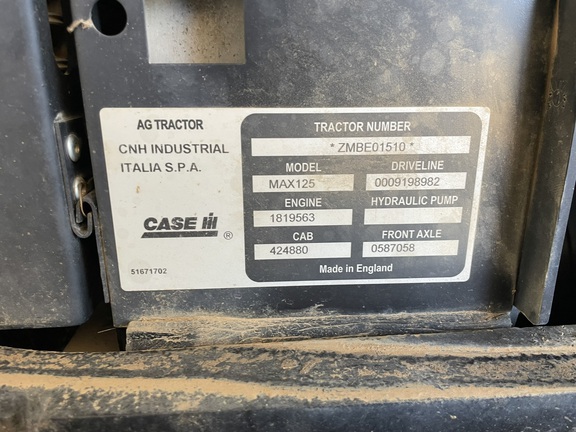 AG TRACTOR
CNH INDUSTRIAL
ITALIA S.P.A.
CASE IH ®
51671702
TRACTOR NUMBER
* ZMBE01510 *
MODEL DRIVELINE
MAX125 0009198982
ENGINE HYDRAULIC PUMP
1819563
CAB FRONT AXLE
424880 0587058
Made in England